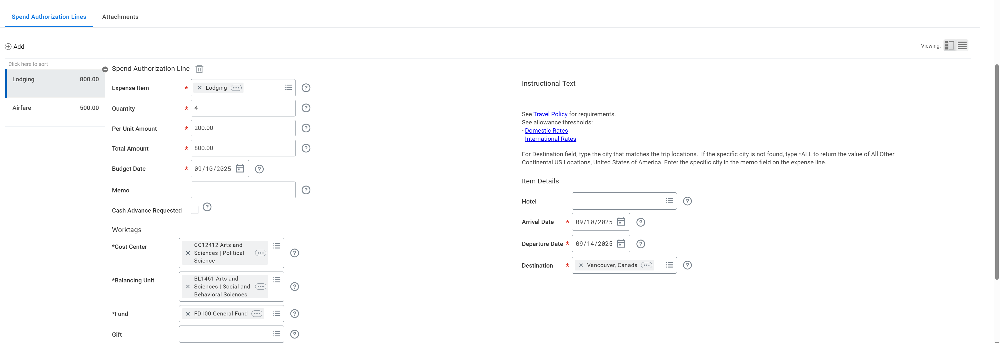 Spend Authorization Lines
Attachments
Add
Viewing:
Click here to sort
Lodging 800.00
Airfare 500.00
Spend Authorization Line
Expense Item * Lodging
Quantity * 4
Per Unit Amount * 200.00
Total Amount * 800.00
Budget Date * 09/10/2025
Memo
Cash Advance Requested
Worktags
*Cost Center
CC12412 Arts and
Sciences | Political
Science
*Balancing Unit
BL1461 Arts and
Sciences | Social and
Behavioral Sciences
*Fund FD100 General Fund
Gift
Instructional Text
See Travel Policy for requirements.
See allowance thresholds:
- Domestic Rates
- International Rates
For Destination field, type the city that matches the trip locations.  If the specific city is not found, type *ALL to return the value of All Other
Continental US Locations, United States of America. Enter the specific city in the memo field on the expense line.
Item Details
Hotel
Arrival Date * 09/10/2025
Departure Date * 09/14/2025
Destination * Vancouver, Canada